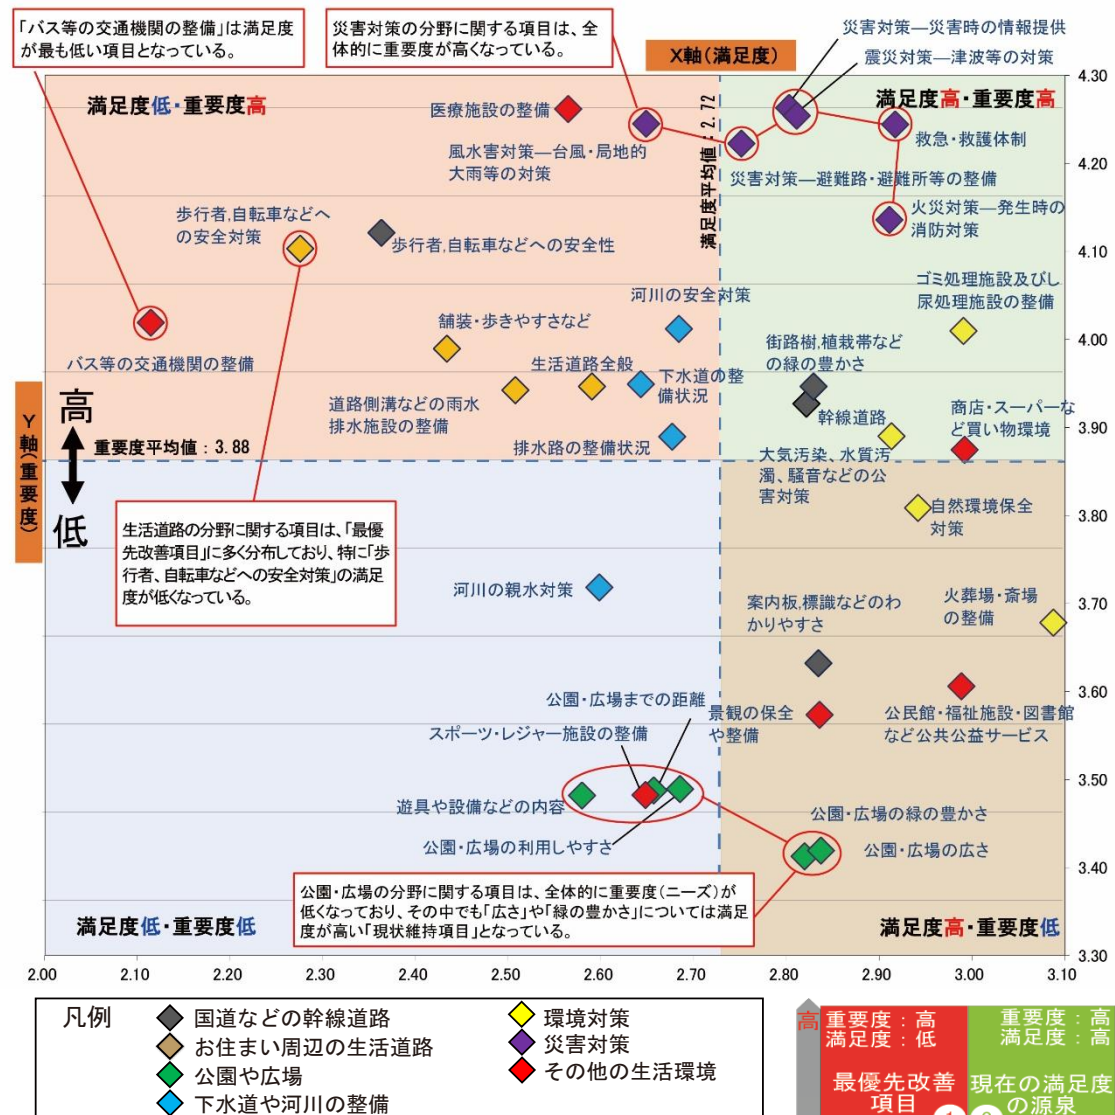 「バス等の交通機関の整備」は満足度
が最も低い項目となっている。
災害対策の分野に関する項目は、全
体的に重要度が高くなっている。
X軸(満足度)
災害対策―災害時の情報提供
震災対策―津波等の対策
満足度低・重要度高
満足度高・重要度高
満足度平均値：2.72
医療施設の整備
風水害対策―台風・局地的
大雨等の対策
救急・救護体制
災害対策―避難路・避難所等の整備
火災対策―発生時の
消防対策
歩行者,自転車などへ
の安全対策
歩行者,自転車などへの安全性
ゴミ処理施設及びし
尿処理施設の整備
河川の安全対策
舗装・歩きやすさなど
街路樹,植栽帯など
の緑の豊かさ
バス等の交通機関の整備
生活道路全般
下水道の整
備状況
道路側溝などの雨水
排水施設の整備
幹線道路
商店・スーパーな
ど買い物環境
排水路の整備状況
大気汚染、水質汚
濁、騒音などの公
害対策
Y軸(重要度)
高
低
重要度平均値：3.88
自然環境保全
対策
生活道路の分野に関する項目は、「最優
先改善項目」に多く分布しており、特に「歩
行者、自転車などへの安全対策」の満足
度が低くなっている。
河川の親水対策
案内板,標識などのわ
かりやすさ
火葬場・斎場
の整備
公園・広場までの距離
スポーツ・レジャー施設の整備
景観の保全
や整備
公民館・福祉施設・図書館
など公共公益サービス
遊具や設備などの内容
公園・広場の利用しやすさ
公園・広場の緑の豊かさ
公園・広場の広さ
公園・広場の分野に関する項目は、全体的に重要度(ニーズ)が
低くなっており、その中でも「広さ」や「緑の豊かさ」については満足
度が高い「現状維持項目」となっている。
満足度低・重要度低
満足度高・重要度低
4.30
4.20
4.10
4.00
3.90
3.80
3.70
3.60
3.50
3.40
3.30
2.00 2.10 2.20 2.30 2.40 2.50 2.60 2.70 2.80 2.90 3.00 3.10
凡例
国道などの幹線道路
お住まい周辺の生活道路
公園や広場
下水道や河川の整備
環境対策
災害対策
その他の生活環境
高
重要度：高
満足度：低
最優先改善
項目
1
重要度：高
満足度：高
現在の満足度
の源泉